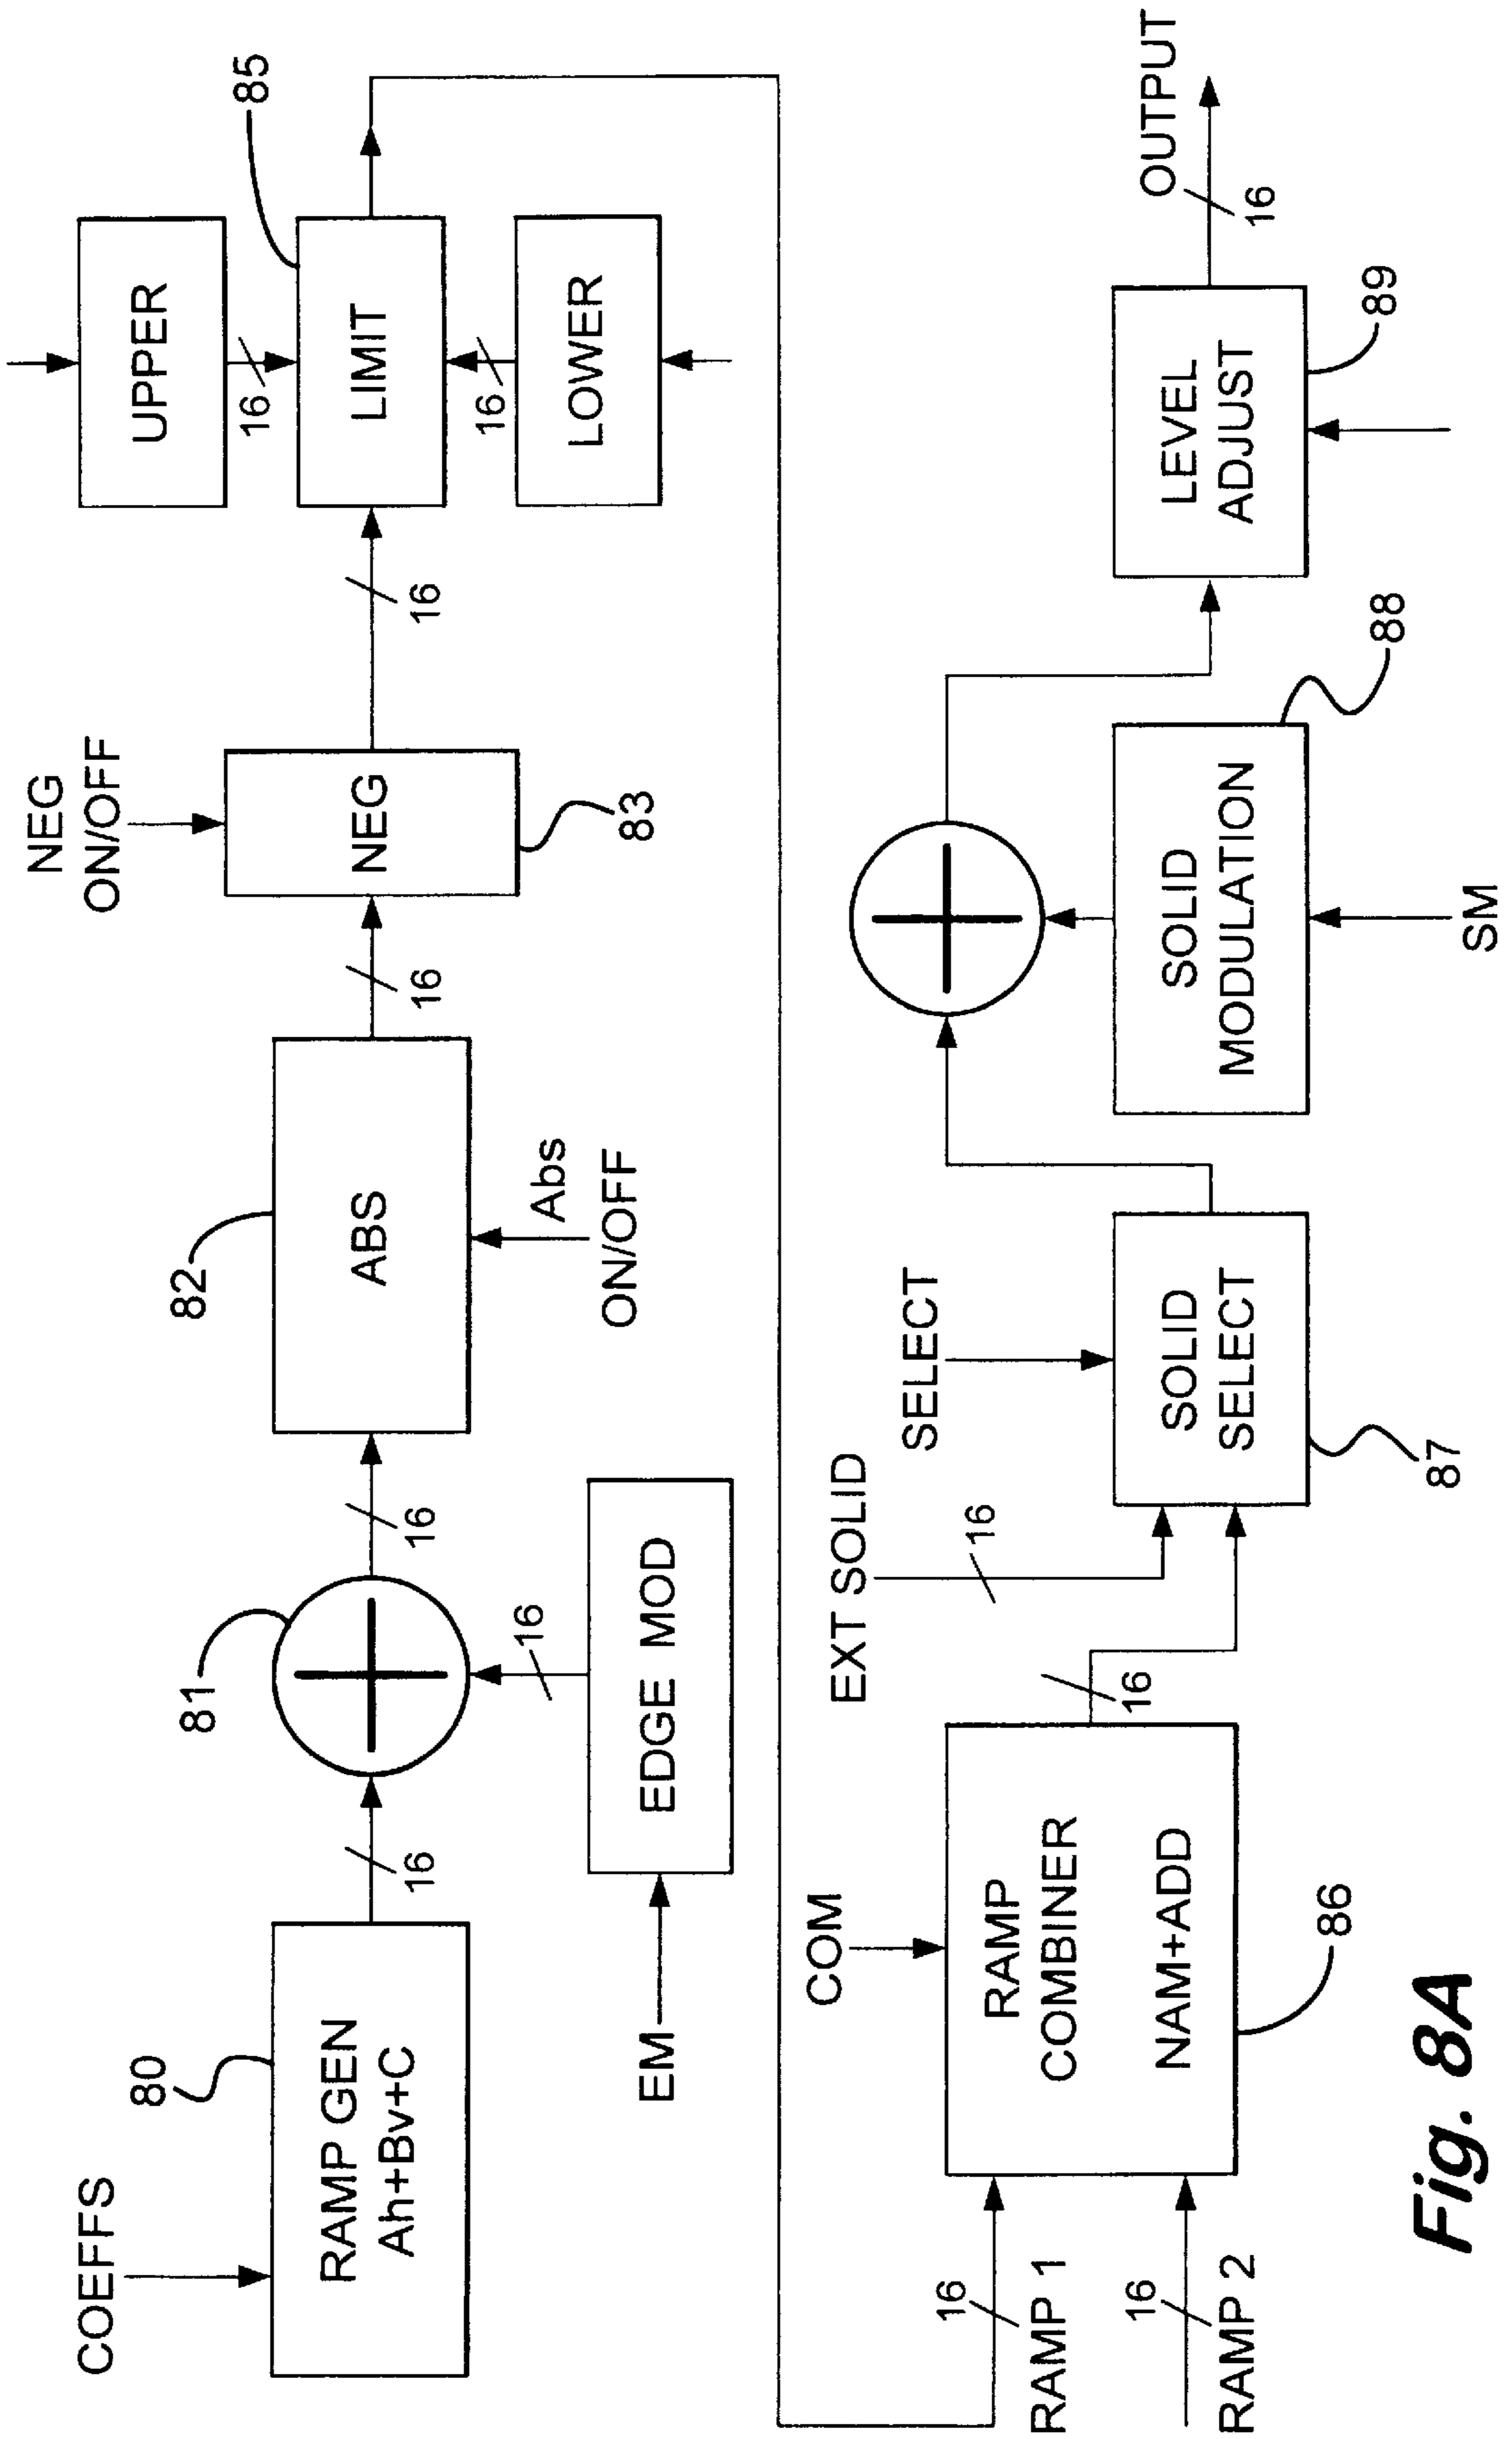 COEFFS
80
RAMP GEN
Ah+Bv+C
16
81
16
EM
EDGE MOD
16
82
ABS
Abs
ON/OFF
16
NEG
ON/OFF
NEG
83
16
UPPER
16
85
LIMIT
16
LOWER
16
RAMP 1
16
RAMP 2
COM
RAMP
COMBINER
NAM+ADD
86
16
EXT SOLID
16
SELECT
SOLID
SELECT
87
SOLID
MODULATION
88
SM
LEVEL
ADJUST
89
OUTPUT
16
Fig. 8A